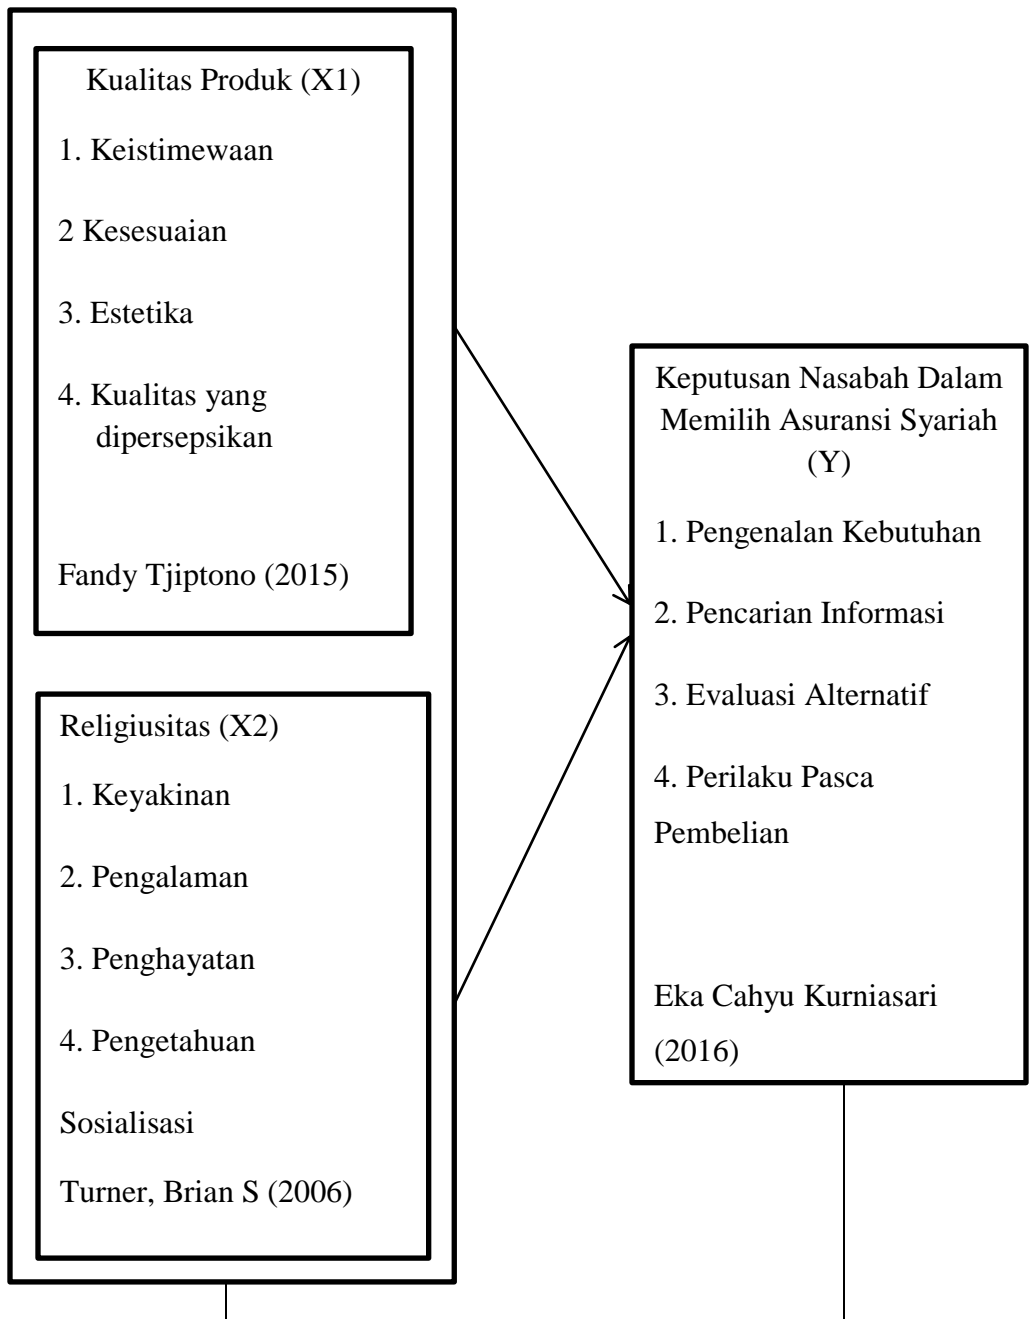 Kualitas Produk (X1)
1. Keistimewaan
2 Kesesuaian
3. Estetika
4. Kualitas yang
dipersepsikan
Fandy Tjiptono (2015)
Religiusitas (X2)
1. Keyakinan
2. Pengalaman
3. Penghayatan
4. Pengetahuan
Sosialisasi
Turner, Brian S (2006)
Keputusan Nasabah Dalam
Memilih Asuransi Syariah
(Y)
1. Pengenalan Kebutuhan
2. Pencarian Informasi
3. Evaluasi Alternatif
4. Perilaku Pasca
Pembelian
Eka Cahyu Kurniasari
(2016)